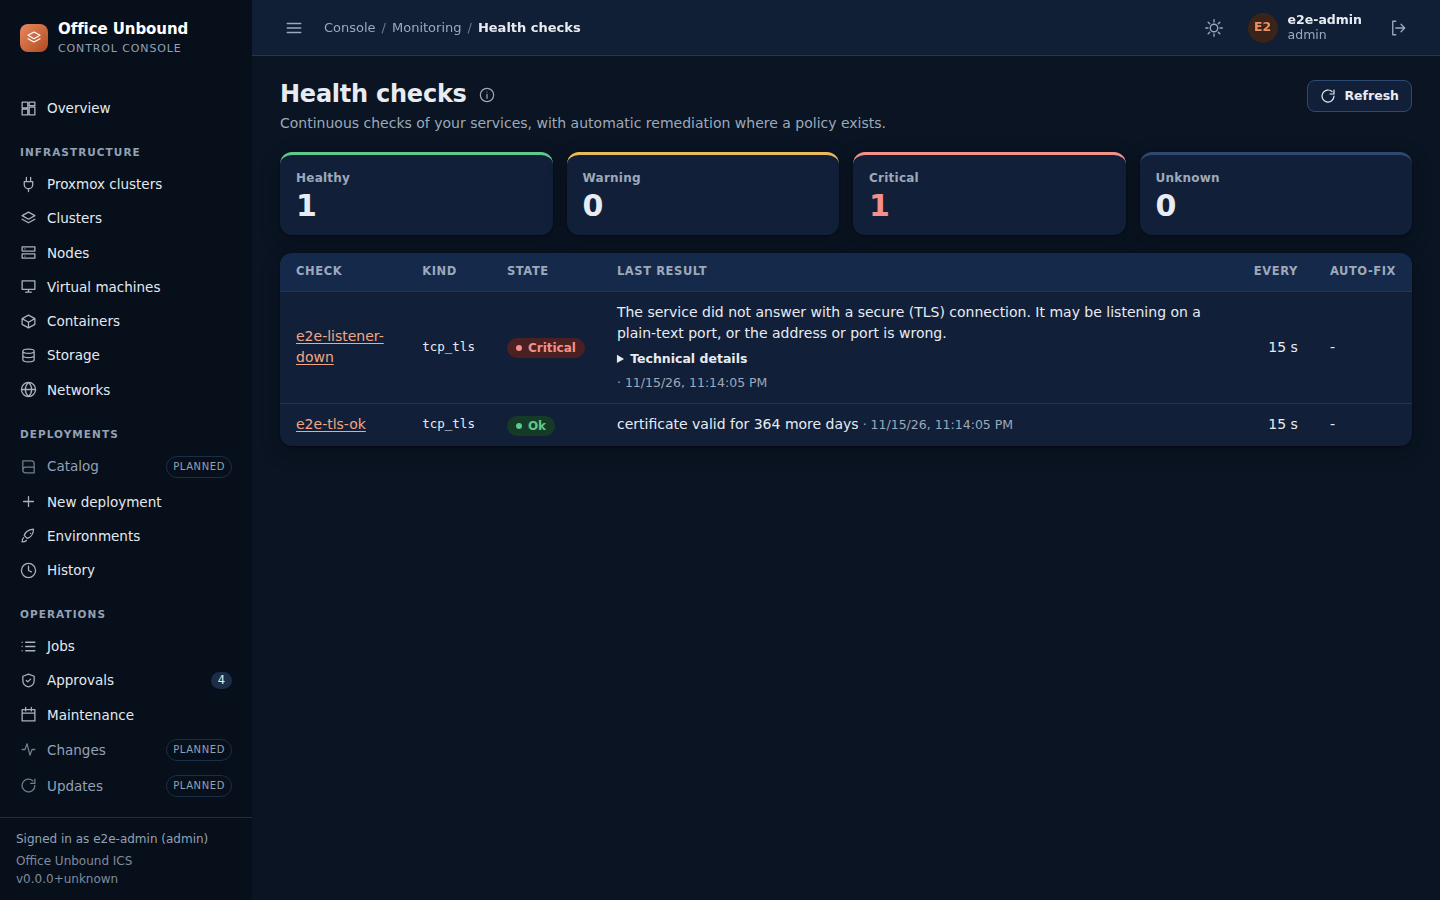 Office Unbound
CONTROL CONSOLE
Overview
INFRASTRUCTURE
Proxmox clusters
Clusters
Nodes
Virtual machines
Containers
Storage
Networks
DEPLOYMENTS
Catalog PLANNED
New deployment
Environments
History
OPERATIONS
Jobs
Approvals 4
Maintenance
Changes PLANNED
Updates PLANNED
Signed in as e2e-admin (admin)
Office Unbound ICS
v0.0.0+unknown
Console / Monitoring / Health checks
E2 e2e-admin
admin
Health checks
Refresh
Continuous checks of your services, with automatic remediation where a policy exists.
Healthy
1
Warning
0
Critical
1
Unknown
0
CHECK KIND STATE LAST RESULT EVERY AUTO-FIX
e2e-listener-
down
tcp_tls
Critical
The service did not answer with a secure (TLS) connection. It may be listening on a
plain-text port, or the address or port is wrong.
Technical details
· 11/15/26, 11:14:05 PM
15 s -
e2e-tls-ok tcp_tls Ok certificate valid for 364 more days · 11/15/26, 11:14:05 PM 15 s -